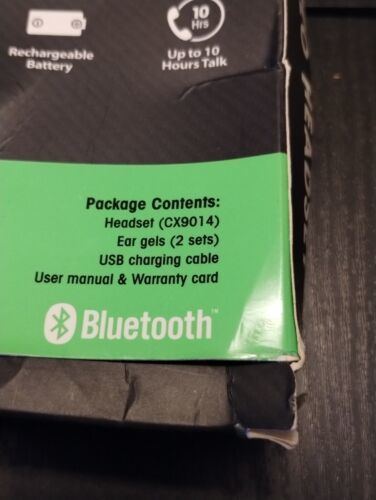 10
Hrs
Rechargeable
Battery
Up to 10
Hours Talk
Package Contents:
Headset (CX9014)
Ear gels (2 sets)
USB charging cable
User manual & Warranty card
Bluetooth™